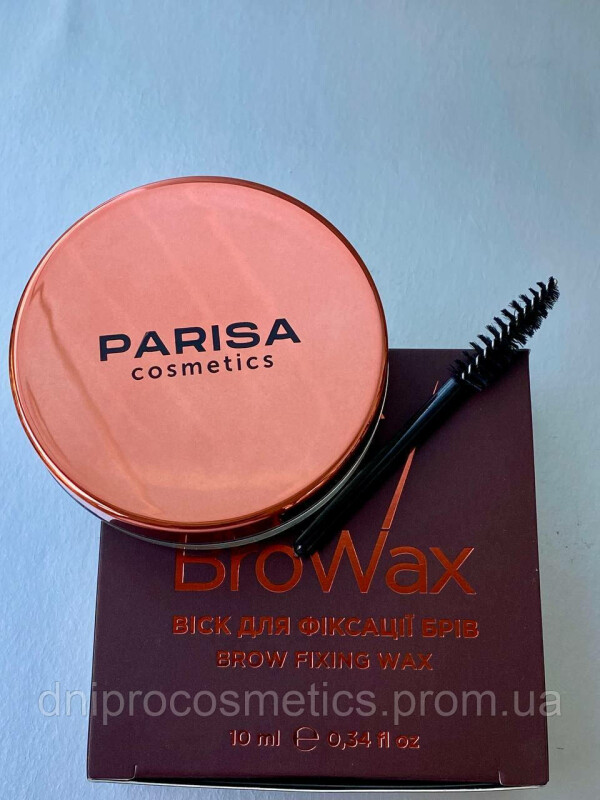 PARISA
cosmetics
BroWax
ВІСК ДЛЯ ФІКСАЦІЇ БРІВ
BROW FIXING WAX
dniprocosmetics.prom.ua
10 ml ℮ 0,34 fl oz